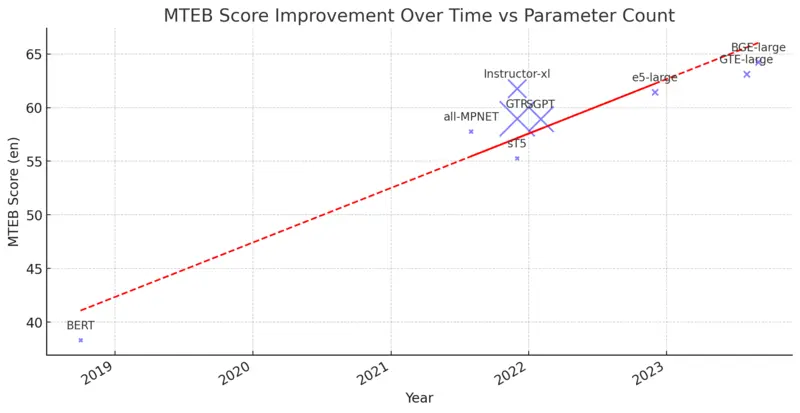 MTEB Score Improvement Over Time vs Parameter Count
MTEB Score (en)
65
60
55
50
45
40
BGE-large
GTE-large
e5-large
Instructor-xl
GTR
SGPT
all-MPNET
sT5
BERT
2019
2020
2021
2022
2023
Year